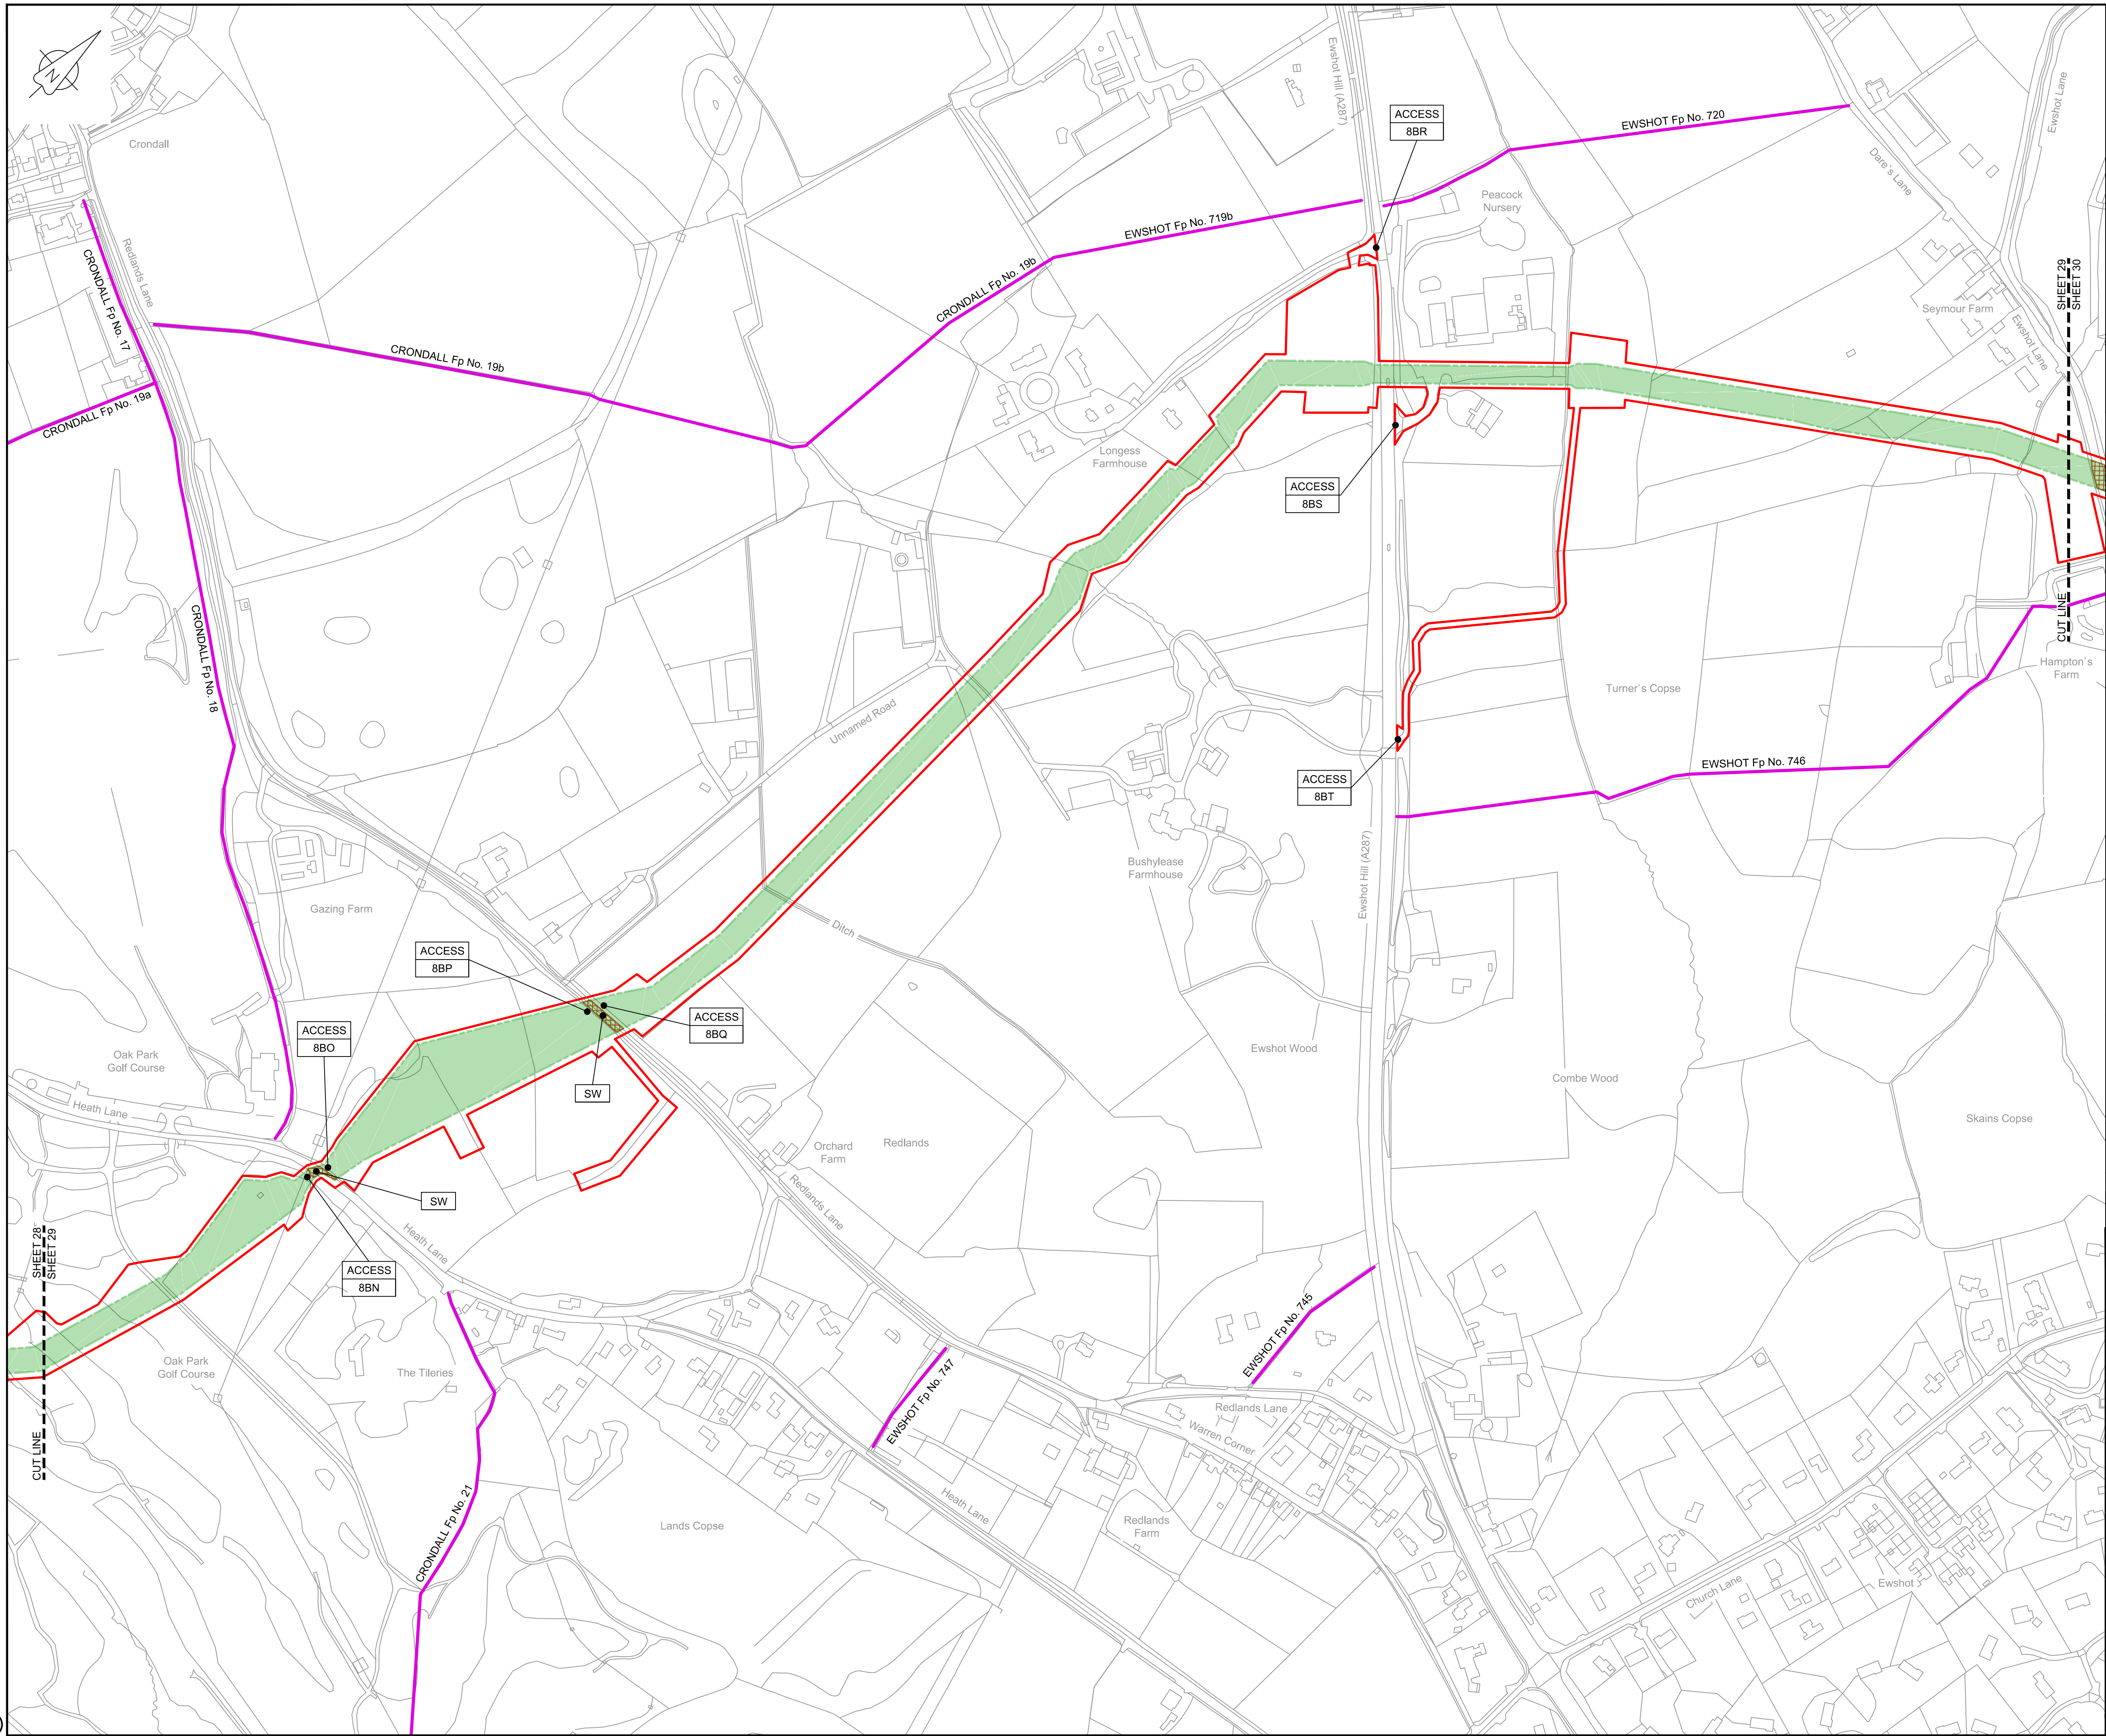 N
Crondall
Ewshot Hill (A287)
ACCESS
8BR
EWSHOT Fp No. 720
Ewshot Lane
Dare`s Lane
Peacock
Nursery
CRONDALL Fp No. 17
Redlands Lane
EWSHOT Fp No. 719b
CRONDALL Fp No. 19b
SHEET 29
SHEET 30
Seymour Farm
Ewshot Lane
CRONDALL Fp No. 19b
CRONDALL Fp No. 19a
Longess
Farmhouse
ACCESS
8BS
CUT LINE
Hampton`s
Farm
CRONDALL Fp No. 18
Unnamed Road
Turner`s Copse
ACCESS
8BT
EWSHOT Fp No. 746
Bushylease
Farmhouse
Ewshot Hill (A287)
Gazing Farm
Ditch
ACCESS
8BP
ACCESS
8BQ
ACCESS
8BO
Oak Park
Golf Course
SW
Ewshot Wood
Combe Wood
Heath Lane
Skains Copse
Orchard
Farm
Redlands
SW
Redlands Lane
Heath Lane
SHEET 28
SHEET 29
ACCESS
8BN
Oak Park
Golf Course
The Tileries
EWSHOT Fp No. 745
EWSHOT Fp No. 747
Redlands Lane
Warren Corner
CUT LINE
CRONDALL Fp No. 21
Lands Copse
Heath Lane
Redlands
Farm
Church Lane
Ewshot